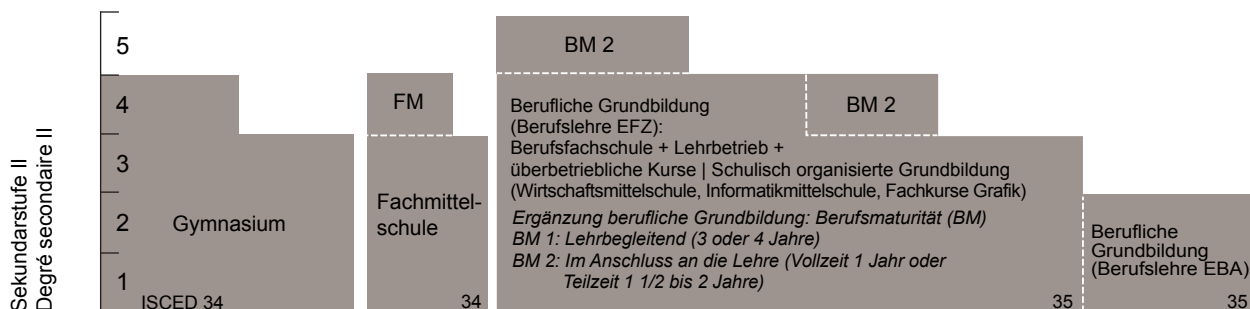 Sekundarstufe II
Degré secondaire II
5
4
3
2
1
Gymnasium
ISCED 34
FM
Fachmittel-
schule
34
BM 2
Berufliche Grundbildung
(Berufslehre EFZ):
Berufsfachschule + Lehrbetrieb +
überbetriebliche Kurse | Schulisch organisierte Grundbildung
(Wirtschaftsmittelschule, Informatikmittelschule, Fachkurse Grafik)
Ergänzung berufliche Grundbildung: Berufsmaturität (BM)
BM 1: Lehrbegleitend (3 oder 4 Jahre)
BM 2: Im Anschluss an die Lehre (Vollzeit 1 Jahr oder
Teilzeit 1 1/2 bis 2 Jahre)
BM 2
35
Berufliche
Grundbildung
(Berufslehre EBA)
35